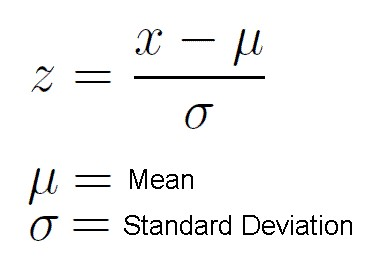 z = x − μ / σ
μ = Mean
σ = Standard Deviation